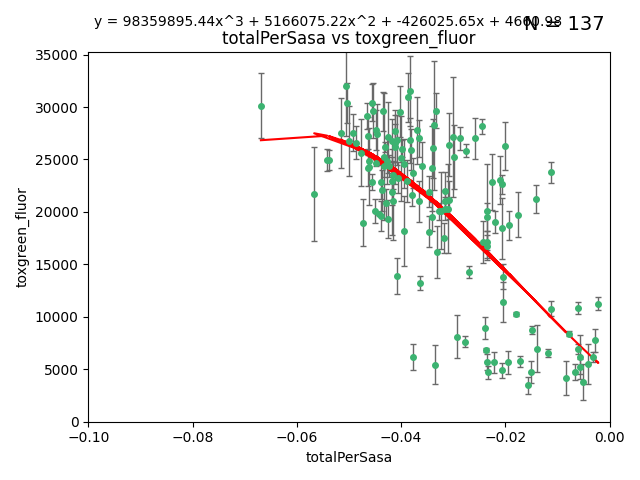 y = 98359895.44x^3 + 5166075.22x^2 + -426025.65x + 4660.98
N = 137
totalPerSasa vs toxgreen_fluor
35000
30000
25000
20000
15000
10000
5000
0
toxgreen_fluor
−0.10 −0.08 −0.06 −0.04 −0.02 0.00
totalPerSasa